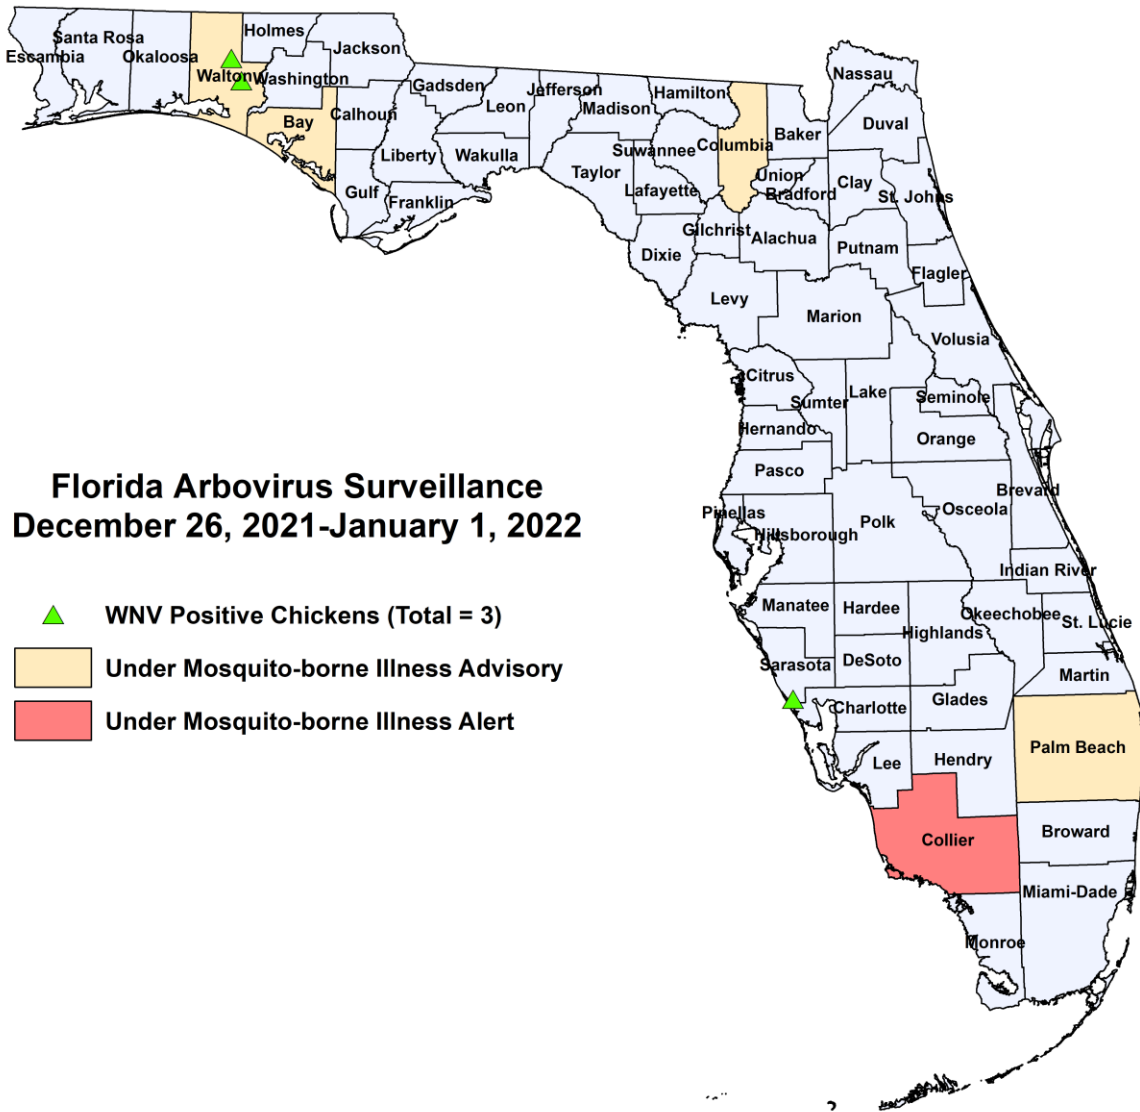 Holmes
Santa Rosa
Jackson
Escambia
Okaloosa
Walton
Washington
Gadsden
Jefferson
Hamilton
Nassau
Leon
Madison
Calhoun
Bay
Duval
Baker
Columbia
Suwannee
Liberty
Wakulla
Taylor
Union
Lafayette
Bradford
Clay
St. Johns
Gulf
Franklin
Gilchrist
Alachua
Putnam
Dixie
Flagler
Levy
Marion
Volusia
Citrus
Lake
Sumter
Seminole
Hernando
Orange
Pasco
Brevard
Osceola
Pinellas
Polk
Hillsborough
Indian River
Manatee
Hardee
Okeechobee
St. Lucie
Highlands
Sarasota
DeSoto
Martin
Charlotte
Glades
Palm Beach
Lee
Hendry
Collier
Broward
Miami-Dade
Monroe
Florida Arbovirus Surveillance
December 26, 2021-January 1, 2022
WNV Positive Chickens (Total = 3)
Under Mosquito-borne Illness Advisory
Under Mosquito-borne Illness Alert